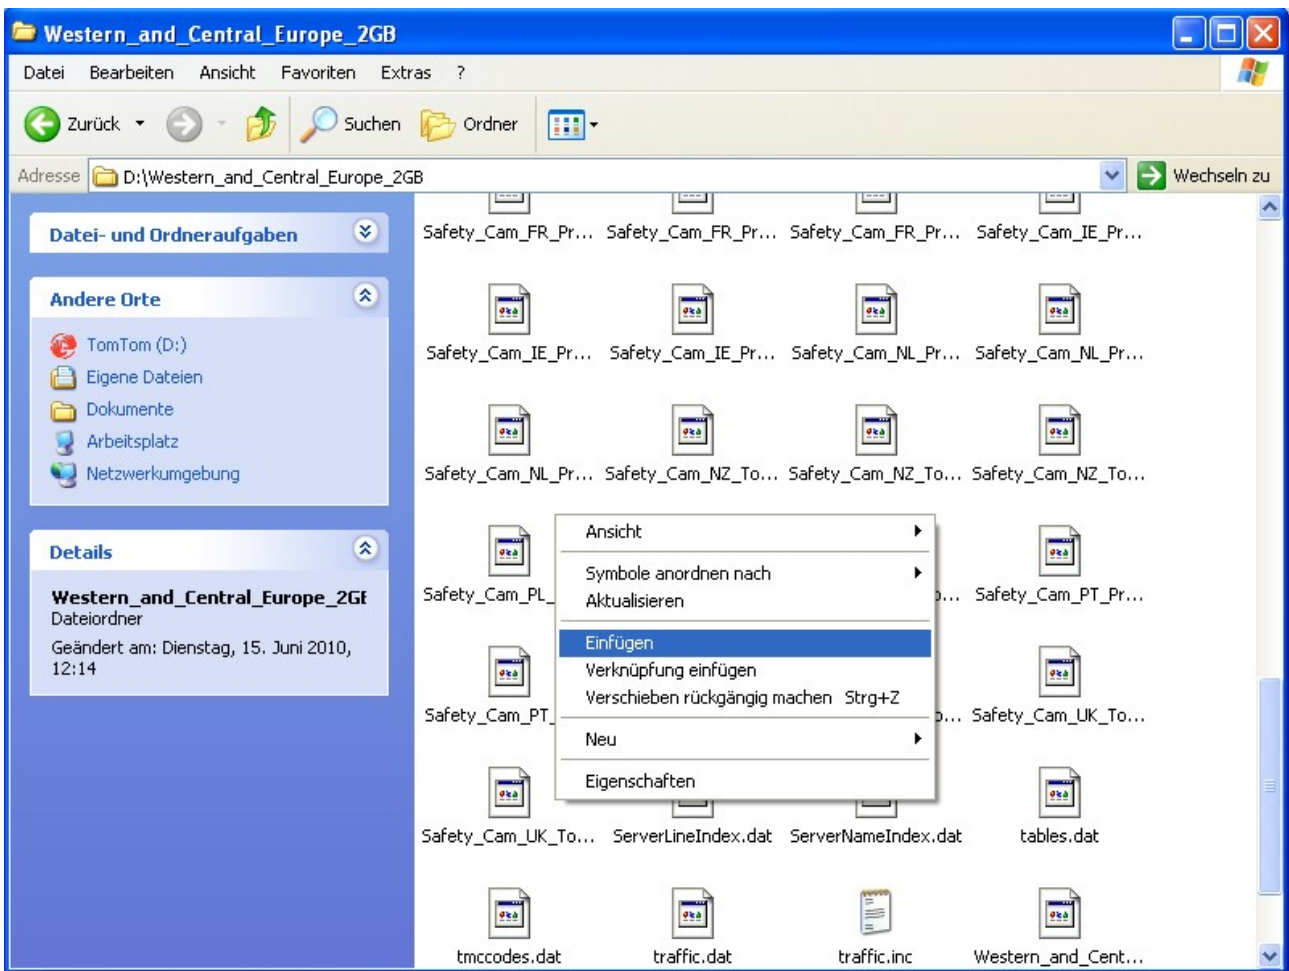 Western_and_Central_Europe_2GB
Datei Bearbeiten Ansicht Favoriten Extras ?
Zurück Suchen Ordner
Adresse D:\Western_and_Central_Europe_2GB Wechseln zu
Datei- und Ordneraufgaben
Andere Orte
TomTom (D:)
Eigene Dateien
Dokumente
Arbeitsplatz
Netzwerkumgebung
Details
Western_and_Central_Europe_2GB
Dateiordner
Geändert am: Dienstag, 15. Juni 2010,
12:14
Safety_Cam_FR_Pr... Safety_Cam_FR_Pr... Safety_Cam_FR_Pr... Safety_Cam_IE_Pr...
Safety_Cam_IE_Pr... Safety_Cam_IE_Pr... Safety_Cam_NL_Pr... Safety_Cam_NL_Pr...
Safety_Cam_NL_Pr... Safety_Cam_NZ_To... Safety_Cam_NZ_To... Safety_Cam_NZ_To...
Safety_Cam_PL_ Safety_Cam_PT_Pr...
Safety_Cam_PT_ Safety_Cam_UK_To...
Safety_Cam_UK_To... ServerLineIndex.dat ServerNameIndex.dat tables.dat
tmccodes.dat traffic.dat traffic.inc Western_and_Cent...
Ansicht
Symbole anordnen nach
Aktualisieren
Einfügen
Verknüpfung einfügen
Verschieben rückgängig machen Strg+Z
Neu
Eigenschaften